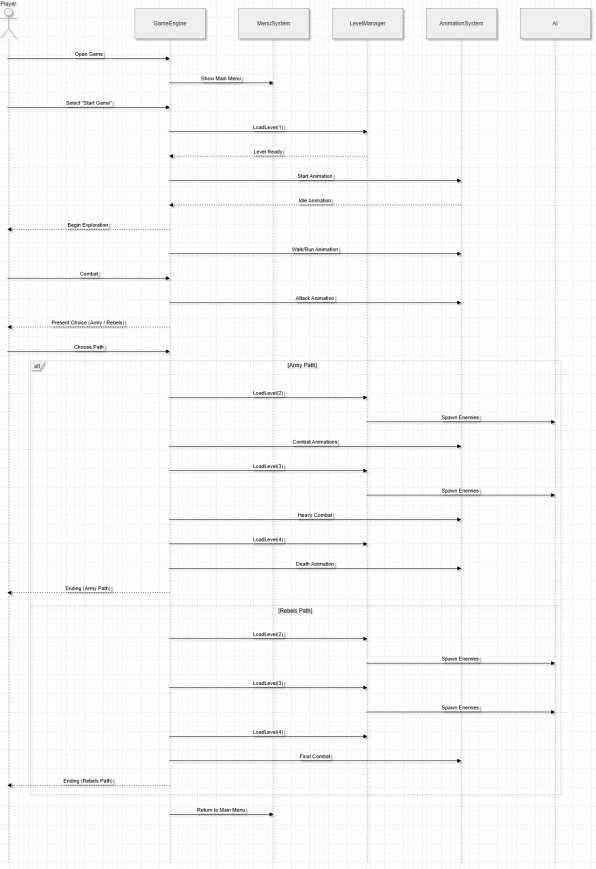 Player
GameEngine
MenuSystem
LevelManager
AnimationSystem
AI
Open Game
Show Main Menu
Select "Start Game"
LoadLevel(1)
Level Ready
Start Animation
Idle Animation
Begin Exploration
Walk/Run Animation
Combat
Attack Animation
Present Choice (Army / Rebels)
Choose Path
alt
[Army Path]
LoadLevel(2)
Spawn Enemies
Combat Animations
LoadLevel(3)
Spawn Enemies
Heavy Combat
LoadLevel(4)
Death Animation
Ending (Army Path)
[Rebels Path]
LoadLevel(2)
Spawn Enemies
LoadLevel(3)
Spawn Enemies
LoadLevel(4)
Final Combat
Ending (Rebels Path)
Return to Main Menu